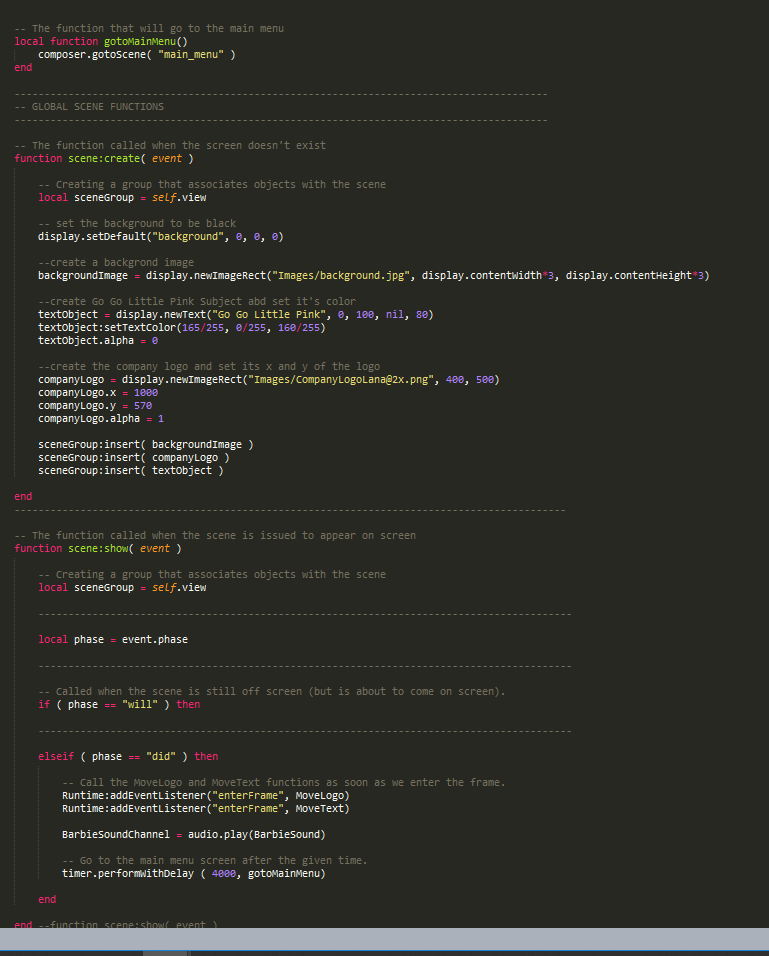 -- The function that will go to the main menu
local function gotoMainMenu()
composer.gotoScene( "main_menu" )
end
-----------------------------------------------------------------------------------------
-- GLOBAL SCENE FUNCTIONS
-----------------------------------------------------------------------------------------
-- The function called when the screen doesn't exist
function scene:create( event )
-- Creating a group that associates objects with the scene
local sceneGroup = self.view
-- set the background to be black
display.setDefault("background", 0, 0, 0)
--create a backgrond image
backgroundImage = display.newImageRect("Images/background.jpg", display.contentWidth*3, display.contentHeight*3)
--create Go Go Little Pink Subject abd set it's color
textObject = display.newText("Go Go Little Pink", 0, 100, nil, 80)
textObject:setTextColor(165/255, 0/255, 160/255)
textObject.alpha = 0
--create the company logo and set its x and y of the logo
companyLogo = display.newImageRect("Images/CompanyLogoLana@2x.png", 400, 500)
companyLogo.x = 1000
companyLogo.y = 570
companyLogo.alpha = 1
sceneGroup:insert( backgroundImage )
sceneGroup:insert( companyLogo )
sceneGroup:insert( textObject )
end
--------------------------------------------------------------------------------------------
-- The function called when the scene is issued to appear on screen
function scene:show( event )
-- Creating a group that associates objects with the scene
local sceneGroup = self.view
-----------------------------------------------------------------------------------------
local phase = event.phase
-----------------------------------------------------------------------------------------
-- Called when the scene is still off screen (but is about to come on screen).
if ( phase == "will" ) then
-----------------------------------------------------------------------------------------
elseif ( phase == "did" ) then
-- Call the MoveLogo and MoveText functions as soon as we enter the frame.
Runtime:addEventListener("enterFrame", MoveLogo)
Runtime:addEventListener("enterFrame", MoveText)
BarbieSoundChannel = audio.play(BarbieSound)
-- Go to the main menu screen after the given time.
timer.performWithDelay ( 4000, gotoMainMenu)
end
end --function scene:show( event )